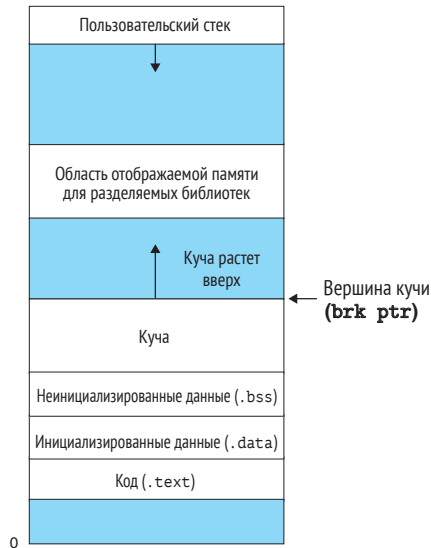 Пользовательский стек
Область отображаемой памяти
для разделяемых библиотек
Куча растет
вверх
Вершина кучи
(brk ptr)
Куча
Неинициализированные данные (.bss)
Инициализированные данные (.data)
Код (.text)
0